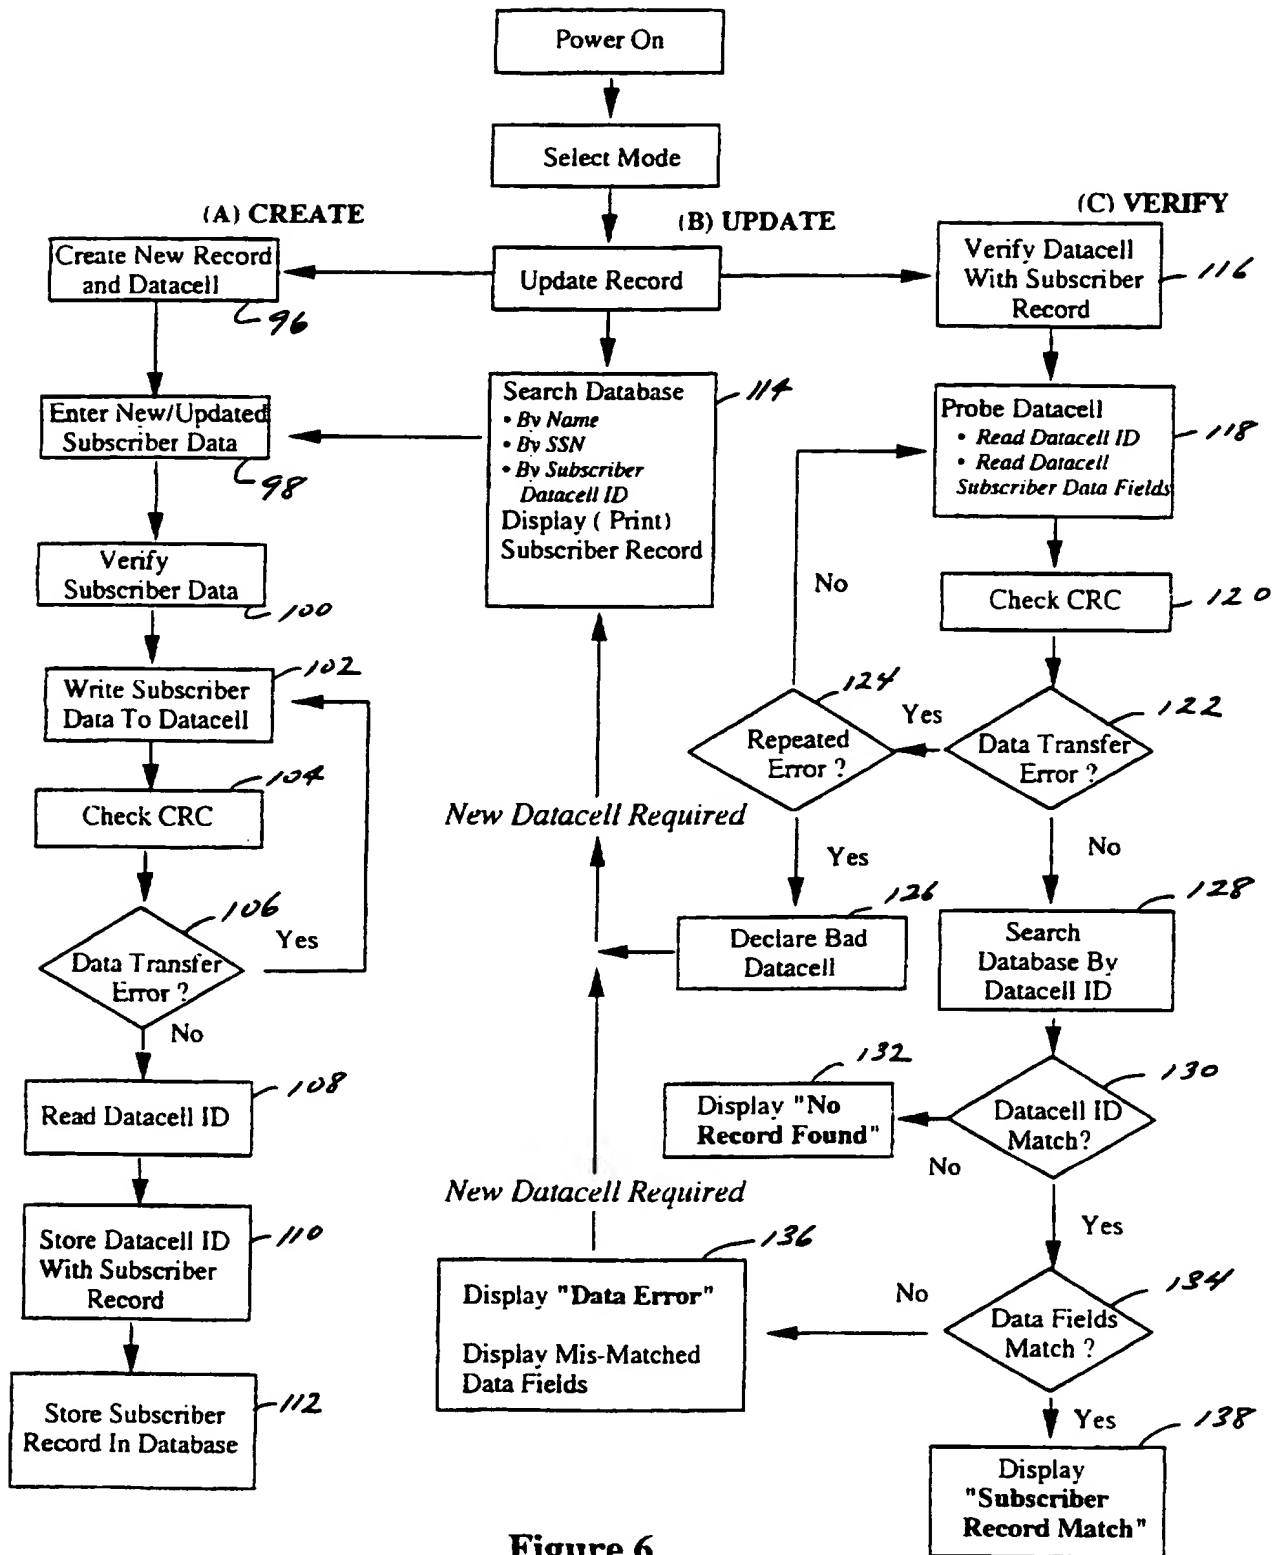 Power On
Select Mode
(A) CREATE
(B) UPDATE
(C) VERIFY
Create New Record
and Datacell
96
Update Record
Verify Datacell
With Subscriber
Record
116
Enter New/Updated
Subscriber Data
98
Search Database
• By Name
• By SSN
• By Subscriber
Datacell ID
Display ( Print)
Subscriber Record
114
Probe Datacell
• Read Datacell ID
• Read Datacell
Subscriber Data Fields
118
Verify
Subscriber Data
100
No
Check CRC
120
Write Subscriber
Data To Datacell
102
Repeated
Error ?
124
Yes
Data Transfer
Error ?
122
Check CRC
104
New Datacell Required
Yes
No
Data Transfer
Error ?
106
Yes
No
Declare Bad
Datacell
126
Search
Database By
Datacell ID
128
Read Datacell ID
108
Display "No
Record Found"
132
Datacell ID
Match?
130
No
New Datacell Required
Yes
Store Datacell ID
With Subscriber
Record
110
Display "Data Error"
Display Mis-Matched
Data Fields
136
No
Data Fields
Match ?
134
Yes
Store Subscriber
Record In Database
112
Display
"Subscriber
Record Match"
138
Figure 6